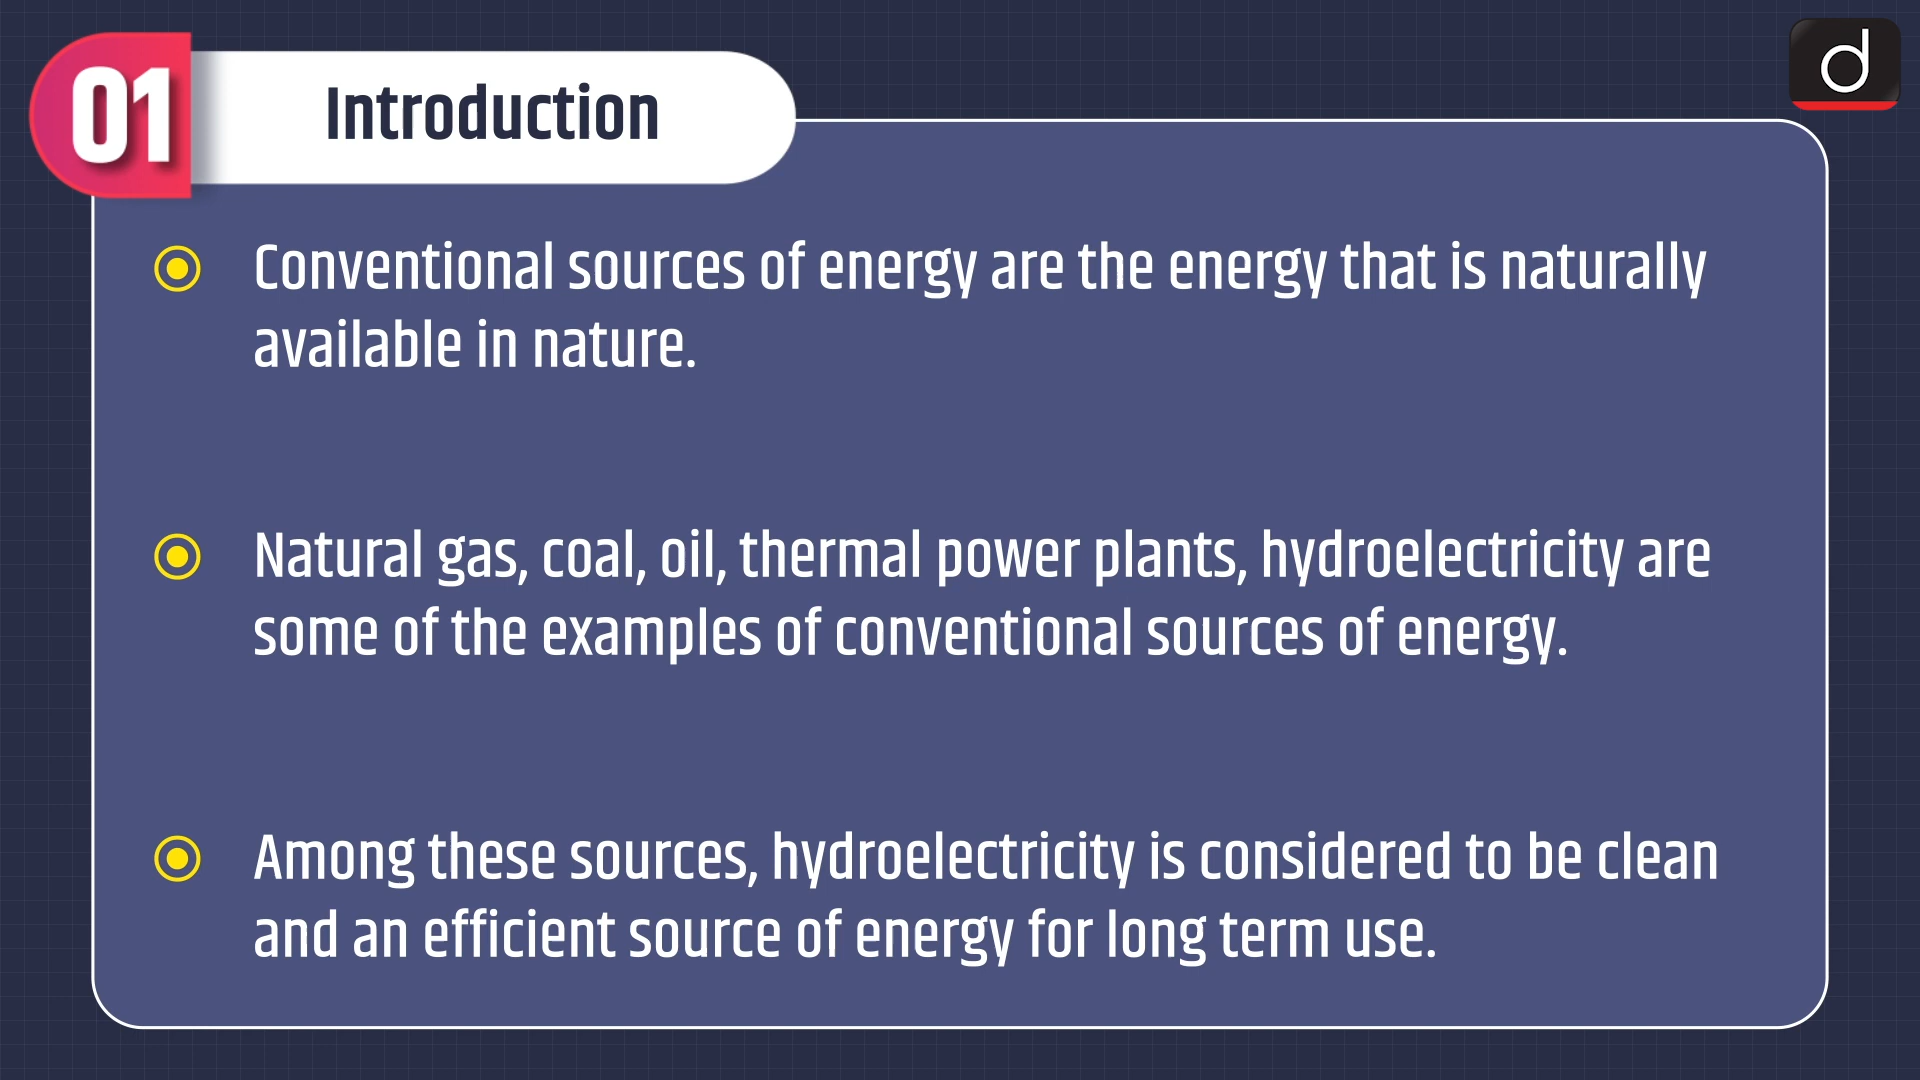 01
Introduction
d
Conventional sources of energy are the energy that is naturally
available in nature.
Natural gas, coal, oil, thermal power plants, hydroelectricity are
some of the examples of conventional sources of energy.
Among these sources, hydroelectricity is considered to be clean
and an efficient source of energy for long term use.